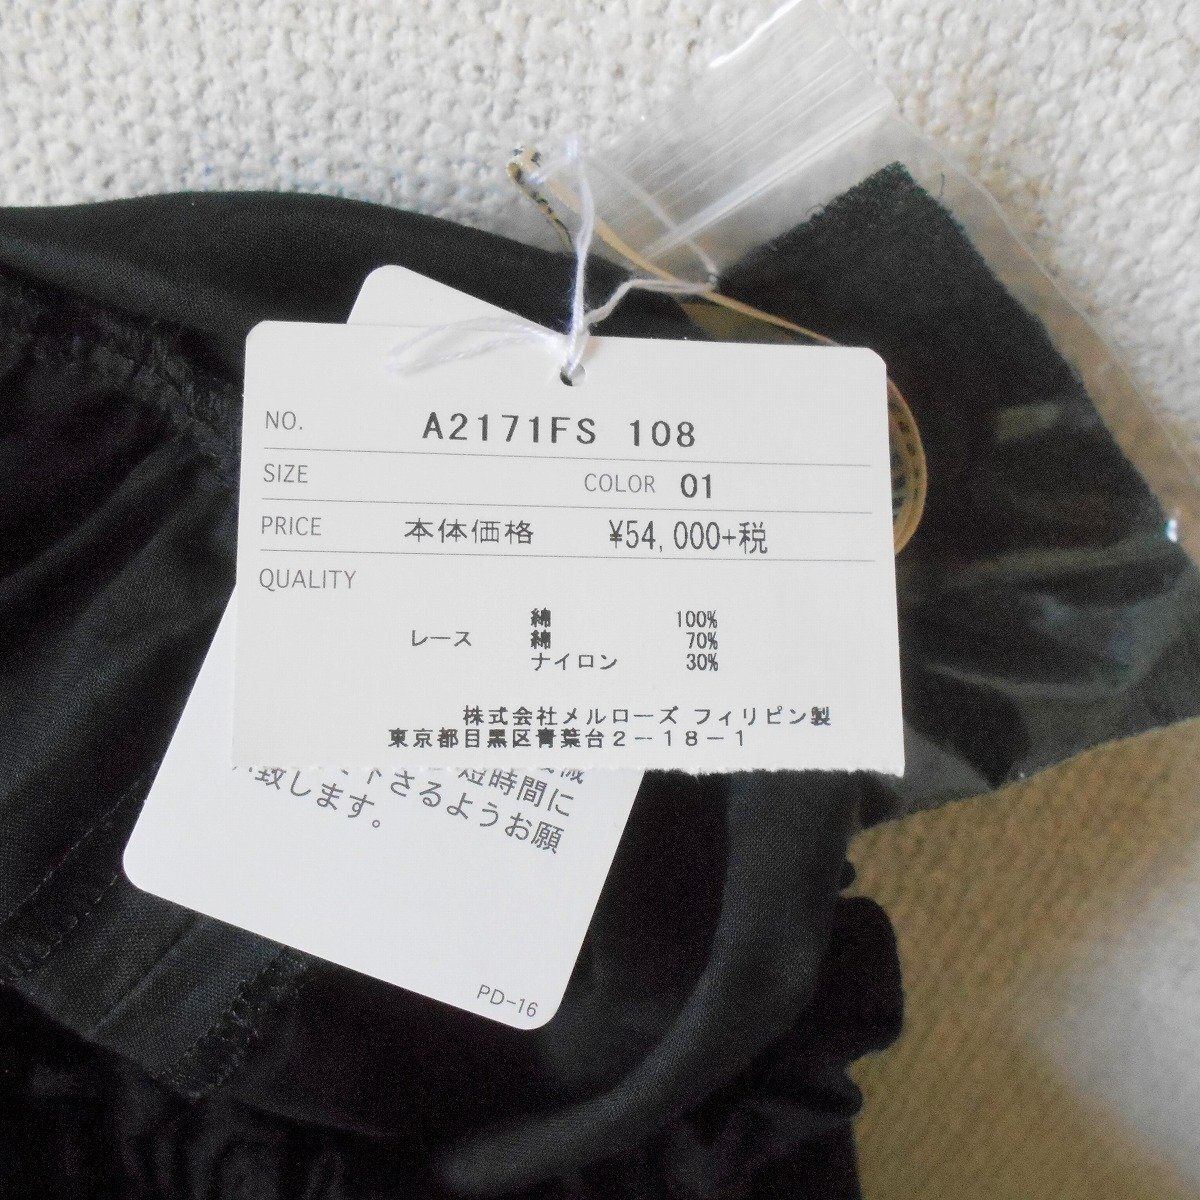 NO. A2171FS 108
SIZE COLOR 01
PRICE 本体価格 ¥54,000+税
QUALITY
綿 100%
レース 綿 70%
ナイロン 30%
株式会社メルローズ フィリピン製
東京都目黒区青葉台2-18-1
短時間に
下さるようお願
致します。
PD-16